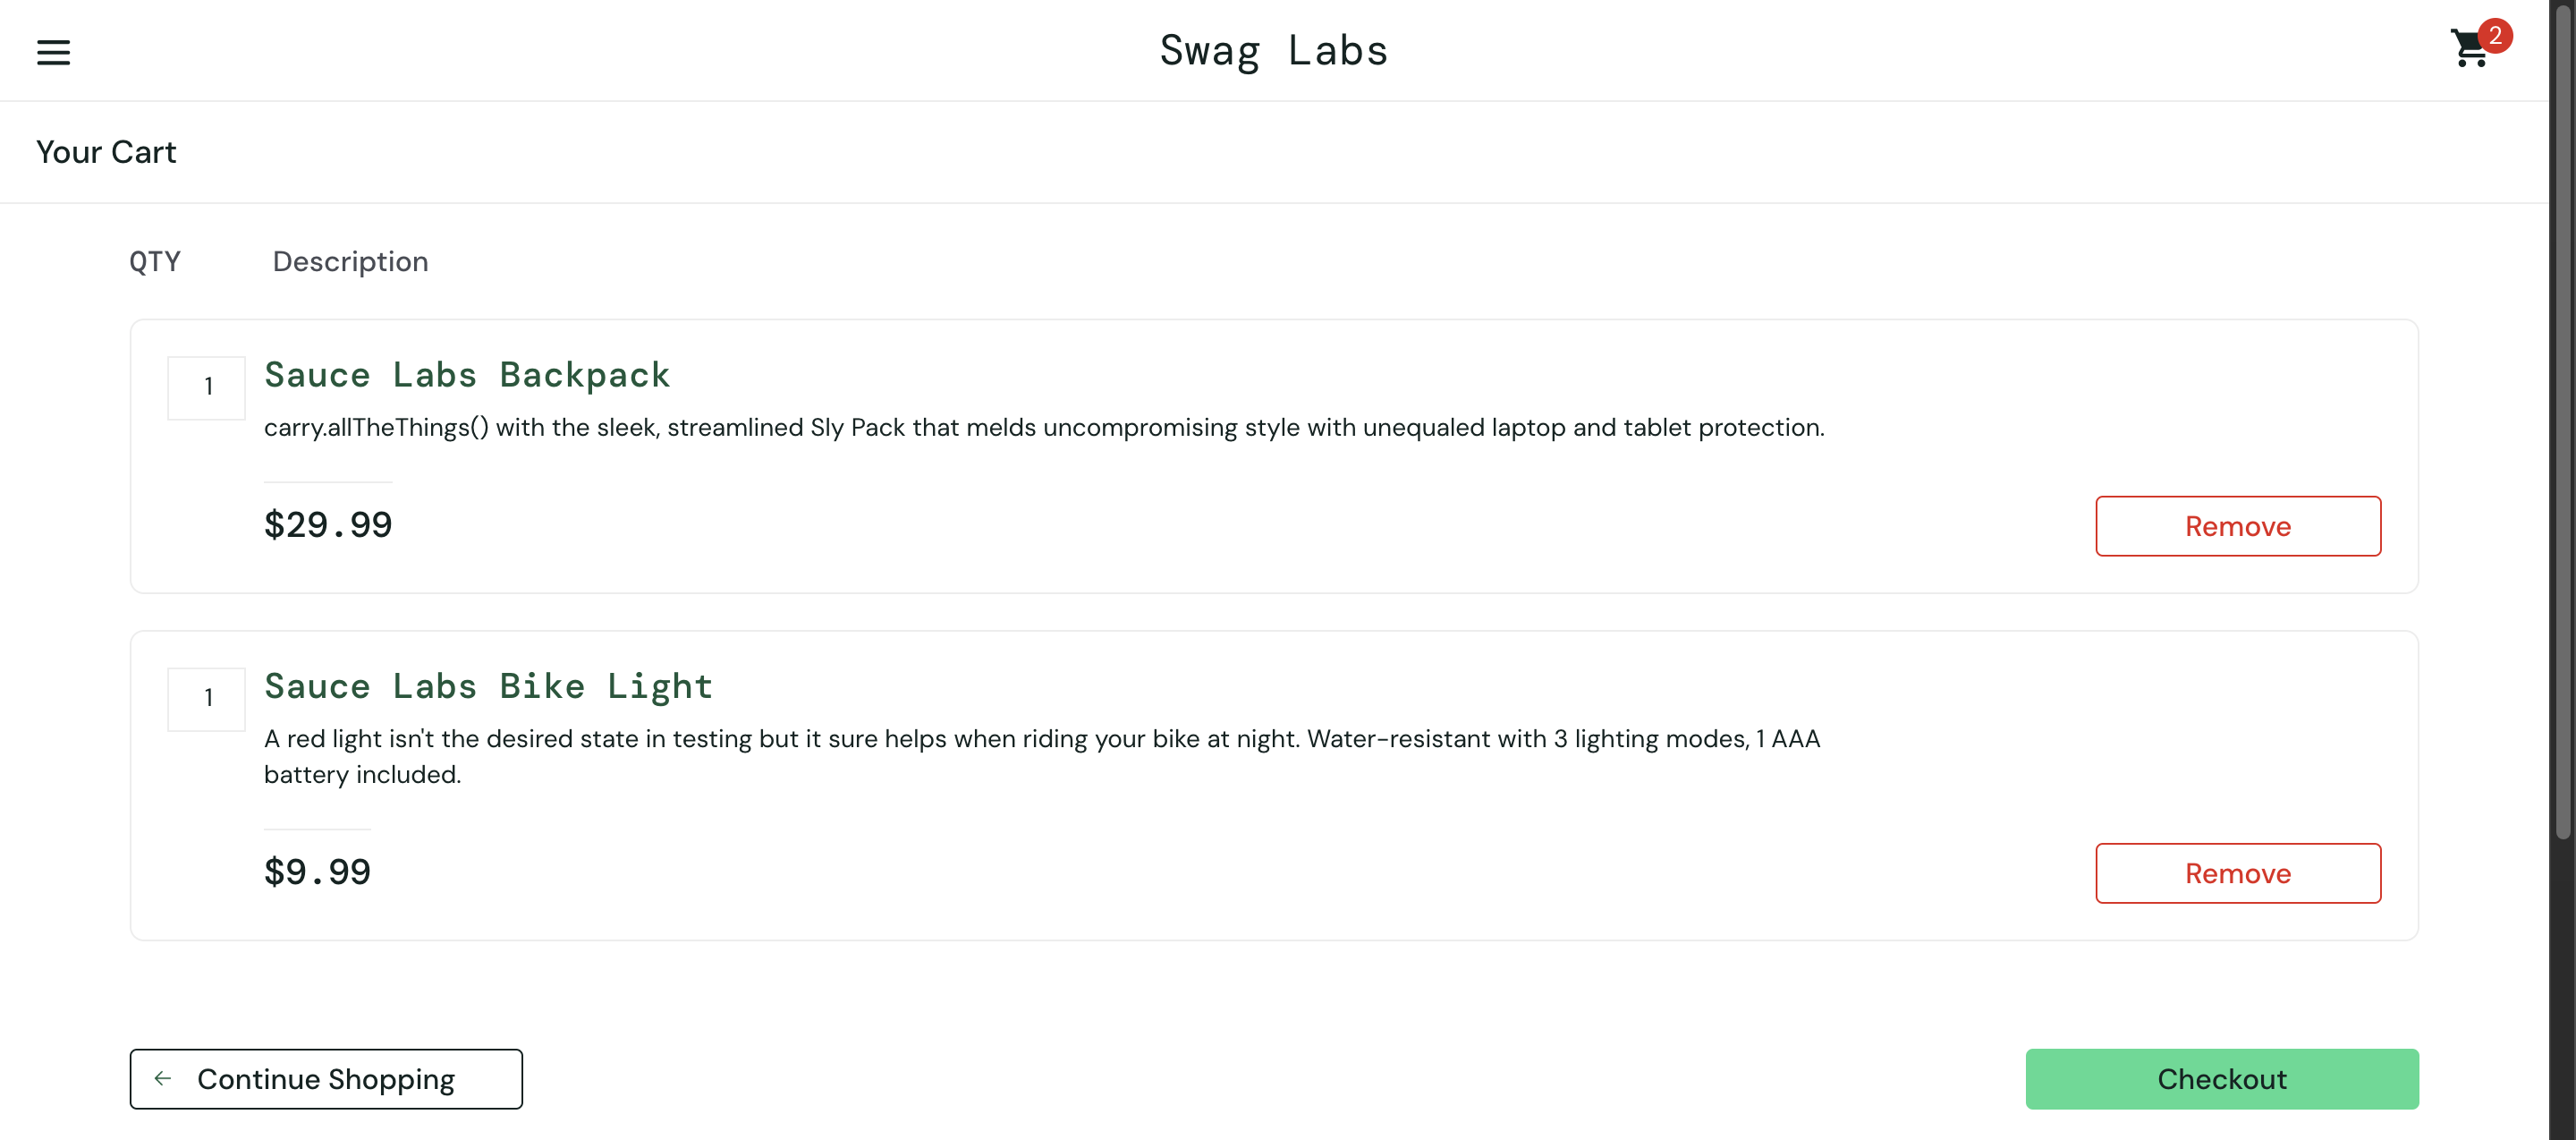 Swag Labs
2
Your Cart
QTY Description
1
Sauce Labs Backpack
carry.allTheThings() with the sleek, streamlined Sly Pack that melds uncompromising style with unequaled laptop and tablet protection.
$29.99
Remove
1
Sauce Labs Bike Light
A red light isn't the desired state in testing but it sure helps when riding your bike at night. Water-resistant with 3 lighting modes, 1 AAA
battery included.
$9.99
Remove
Continue Shopping
Checkout